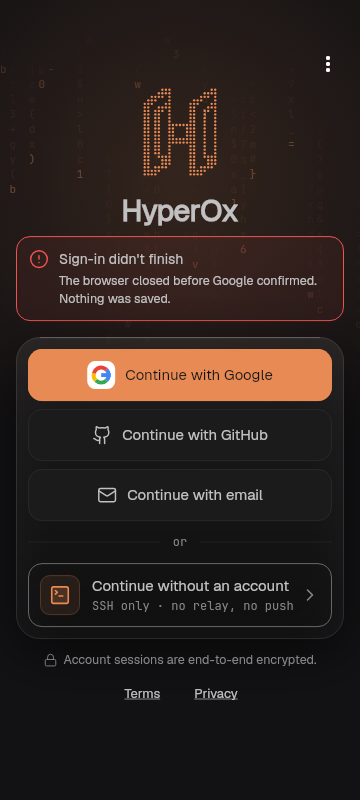 HyperOx
Sign-in didn't finish
The browser closed before Google confirmed.
Nothing was saved.
Continue with Google
Continue with GitHub
Continue with email
or
Continue without an account
SSH only · no relay, no push
Account sessions are end-to-end encrypted.
Terms
Privacy